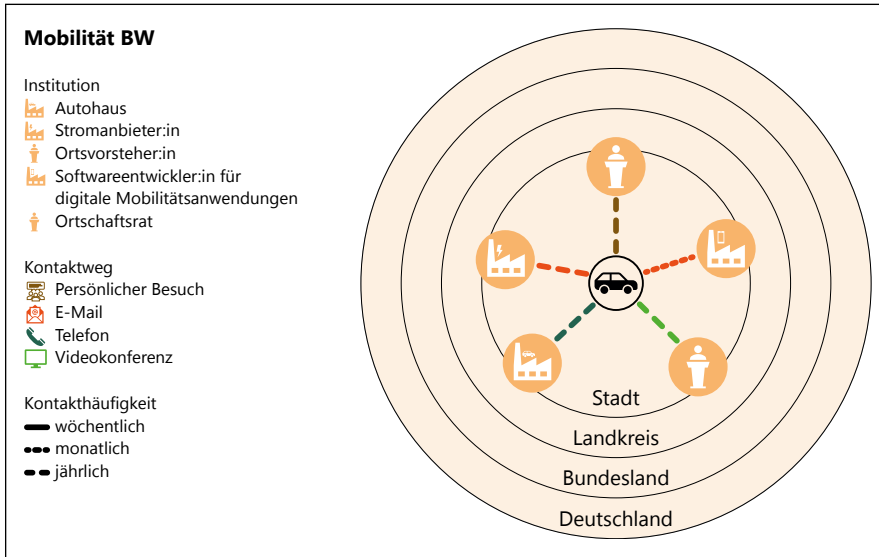 Mobilität BW
Institution
Autohaus
Stromanbieter:in
Ortsvorsteher:in
Softwareentwickler:in für
digitale Mobilitätsanwendungen
Ortschaftsrat
Kontaktweg
Persönlicher Besuch
E-Mail
Telefon
Videokonferenz
Kontakthäufigkeit
wöchentlich
monatlich
jährlich
Stadt
Landkreis
Bundesland
Deutschland